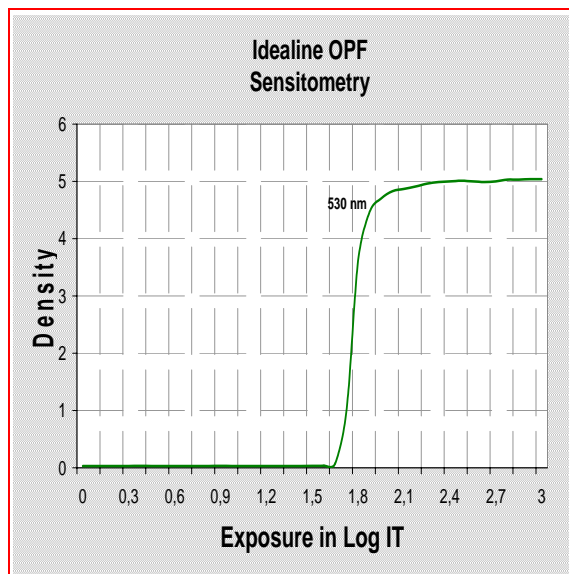 Idealine OPF
Sensitometry
6
5
530 nm
4
3
2
1
0
Density
0 0,3 0,6 0,9 1,2 1,5 1,8 2,1 2,4 2,7 3
Exposure in Log IT